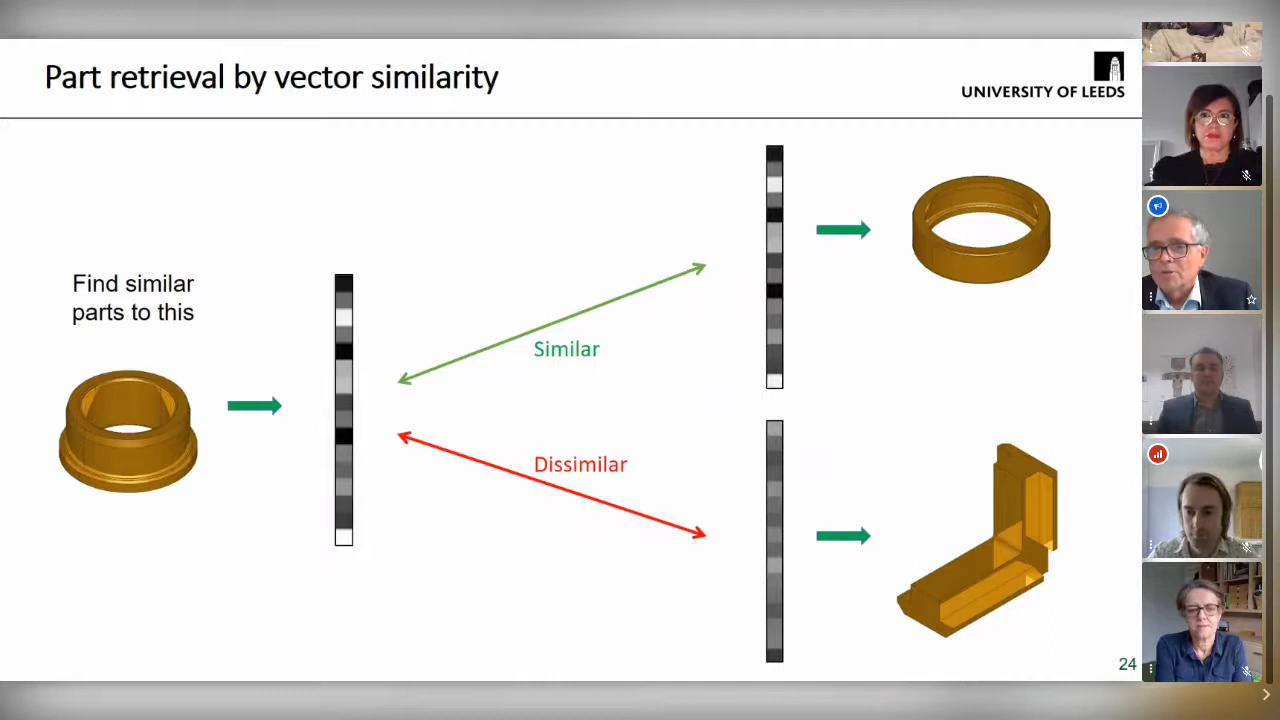 Part retrieval by vector similarity
UNIVERSITY OF LEEDS
Find similar
parts to this
Similar
Dissimilar
24